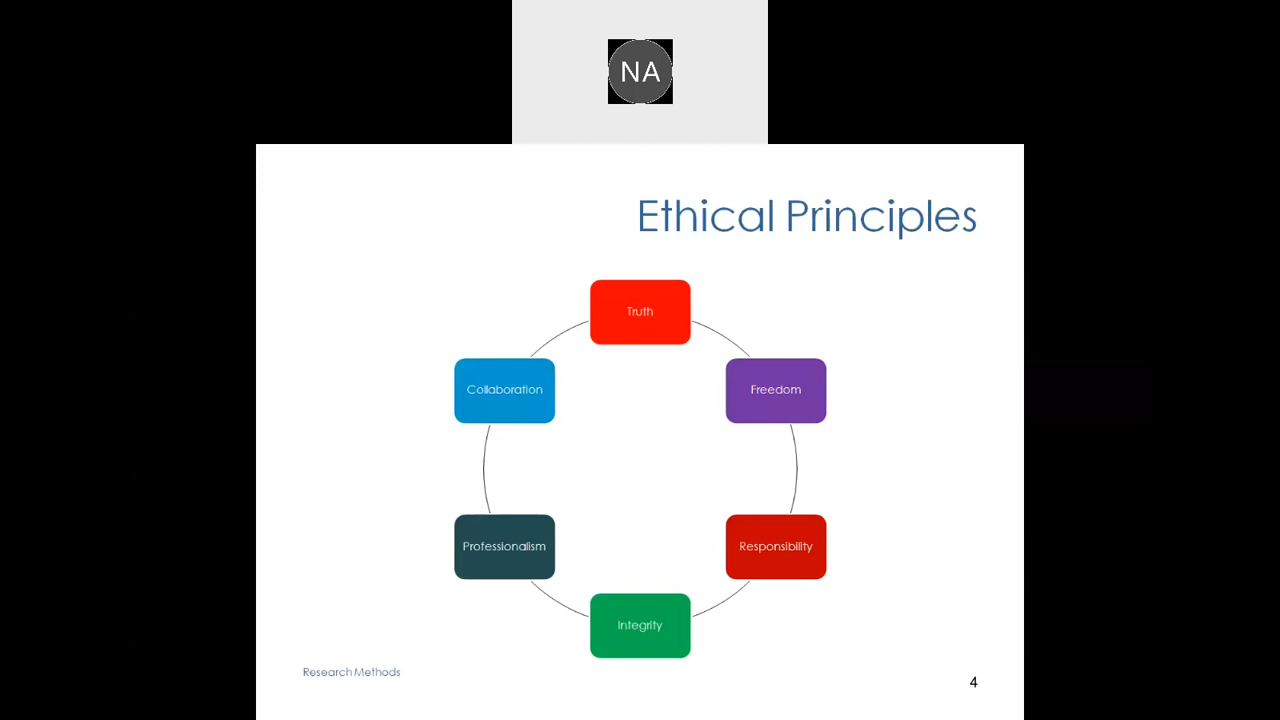 NA
Ethical Principles
Truth
Collaboration
Freedom
Professionalism
Responsibility
Integrity
Research Methods
4